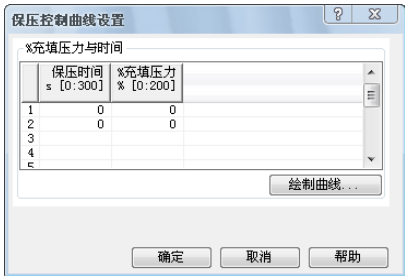 保压控制曲线设置
%充填压力与时间
保压时间 %充填压力
s [0:300] % [0:200]
1 0 0
2 0 0
3
4
5
绘制曲线...
确定 取消 帮助